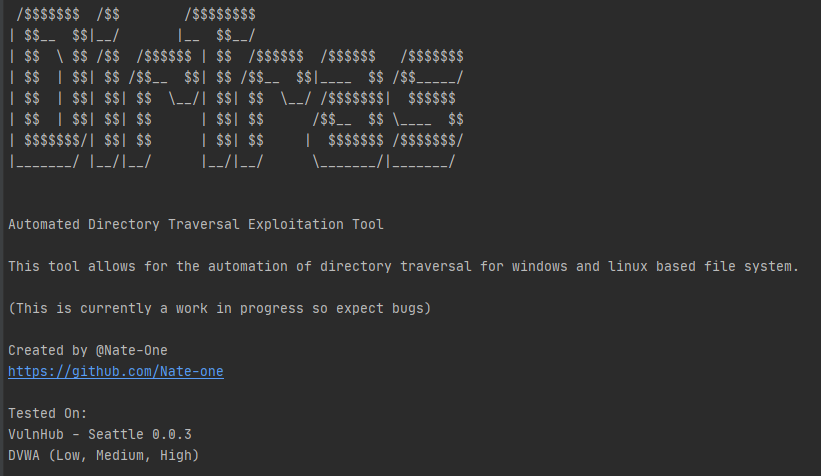 /$$$$$$$  /$$        /$$$$$$$$
| $$__  $$|__/       |__  $$__/
| $$  \ $$ /$$  /$$$$$$ | $$  /$$$$$$  /$$$$$$   /$$$$$$$
| $$  | $$| $$ /$$__  $$| $$ /$$__  $$|____  $$ /$$_____/
| $$  | $$| $$| $$  \__/| $$| $$  \__/ /$$$$$$$|  $$$$$$
| $$  | $$| $$| $$      | $$| $$      /$$__  $$ \____  $$
| $$$$$$$/| $$| $$      | $$| $$     |  $$$$$$$ /$$$$$$$/
|_______/ |__/|__/      |__/|__/      \_______/|_______/
Automated Directory Traversal Exploitation Tool
This tool allows for the automation of directory traversal for windows and linux based file system.
(This is currently a work in progress so expect bugs)
Created by @Nate-One
https://github.com/Nate-one
Tested On:
VulnHub - Seattle 0.0.3
DVWA (Low, Medium, High)